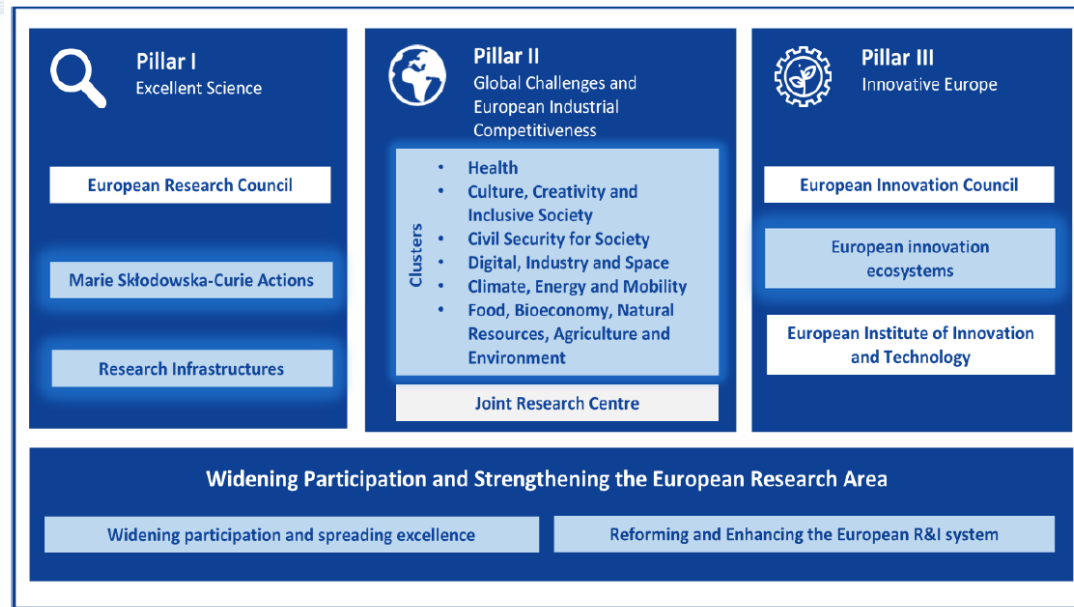 Pillar I
Excellent Science
European Research Council
Marie Skłodowska-Curie Actions
Research Infrastructures
Pillar II
Global Challenges and
European Industrial
Competitiveness
Clusters
• Health
• Culture, Creativity and
Inclusive Society
• Civil Security for Society
• Digital, Industry and Space
• Climate, Energy and Mobility
• Food, Bioeconomy, Natural
Resources, Agriculture and
Environment
Joint Research Centre
Pillar III
Innovative Europe
European Innovation Council
European innovation
ecosystems
European Institute of Innovation
and Technology
Widening Participation and Strengthening the European Research Area
Widening participation and spreading excellence
Reforming and Enhancing the European R&I system